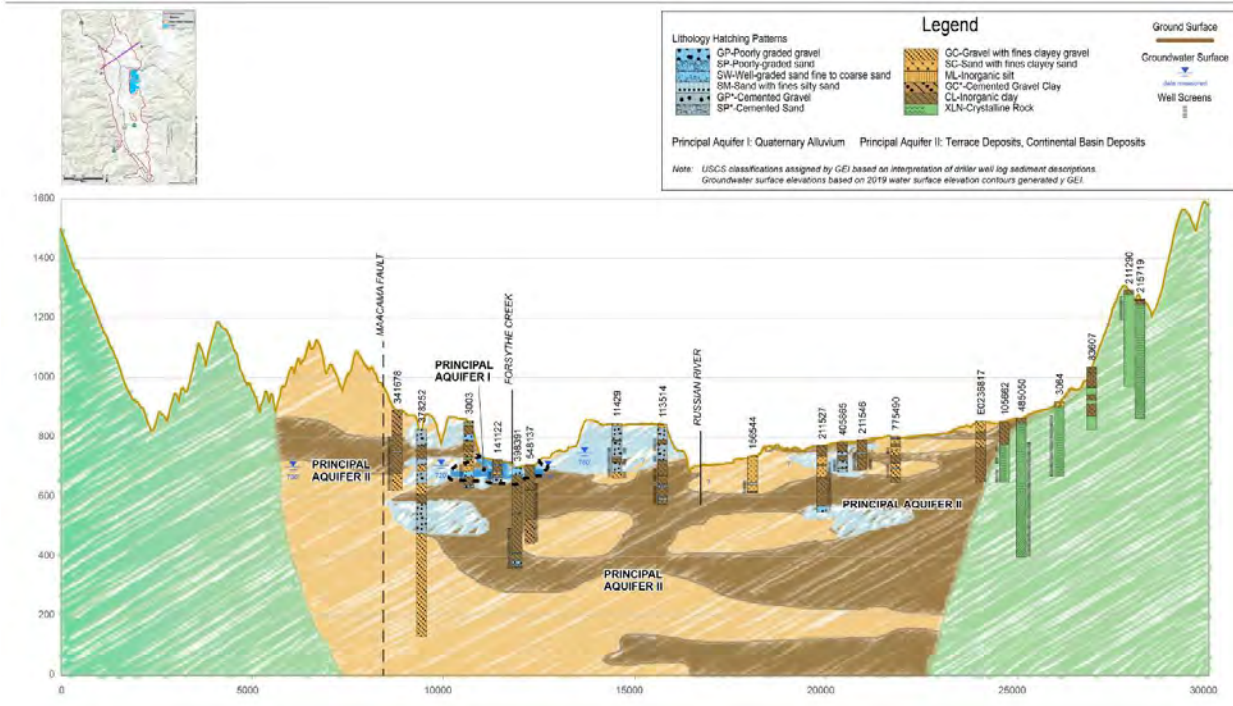 Legend
Lithology Hatching Patterns
GP-Poorly graded gravel
SP-Poorly-graded sand
SW-Well-graded sand fine to coarse sand
SM-Sand with fines silty sand
GP*-Cemented Gravel
SP*-Cemented Sand
GC-Gravel with fines clayey gravel
SC-Sand with fines clayey sand
ML-Inorganic silt
GC*-Cemented Gravel Clay
CL-Inorganic clay
XLN-Crystalline Rock
Ground Surface
Groundwater Surface
date measured
Well Screens
Principal Aquifer I: Quaternary Alluvium Principal Aquifer II: Terrace Deposits, Continental Basin Deposits
Note: USCS classifications assigned by GEI based on interpretation of driller well log sediment descriptions.
Groundwater surface elevations based on 2019 water surface elevation contours generated y GEI.
1600
1400
1200
1000
800
600
400
200
0
MAACAMA FAULT
341678
378252
3003
PRINCIPAL
AQUIFER I
141122
FORSYTHE CREEK
398391
548137
11429
113514
RUSSIAN RIVER
156544
211527
405665
211546
775490
E0236817
105662
485050
3064
83607
211290
215719
PRINCIPAL
AQUIFER II
730
730
760
?
?
PRINCIPAL AQUIFER II
PRINCIPAL
AQUIFER II
0
5000
10000
15000
20000
25000
30000